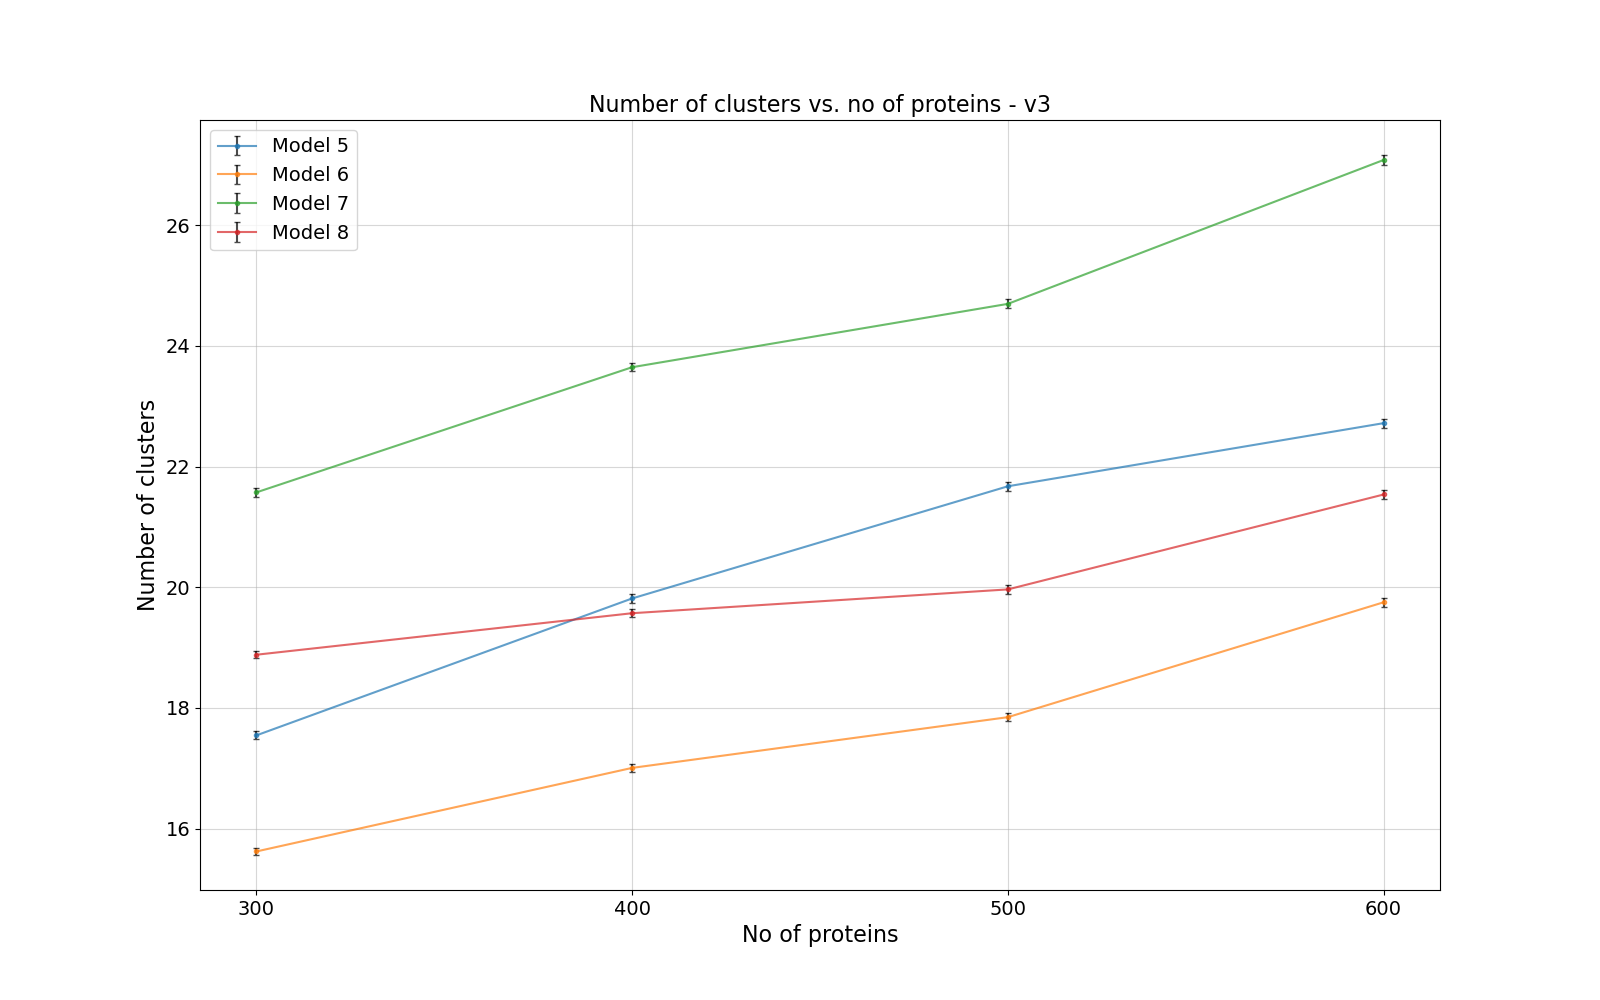 Number of clusters vs. no of proteins - v3
Model 5
Model 6
Model 7
Model 8
Number of clusters
26
24
22
20
18
16
300 400 500 600
No of proteins